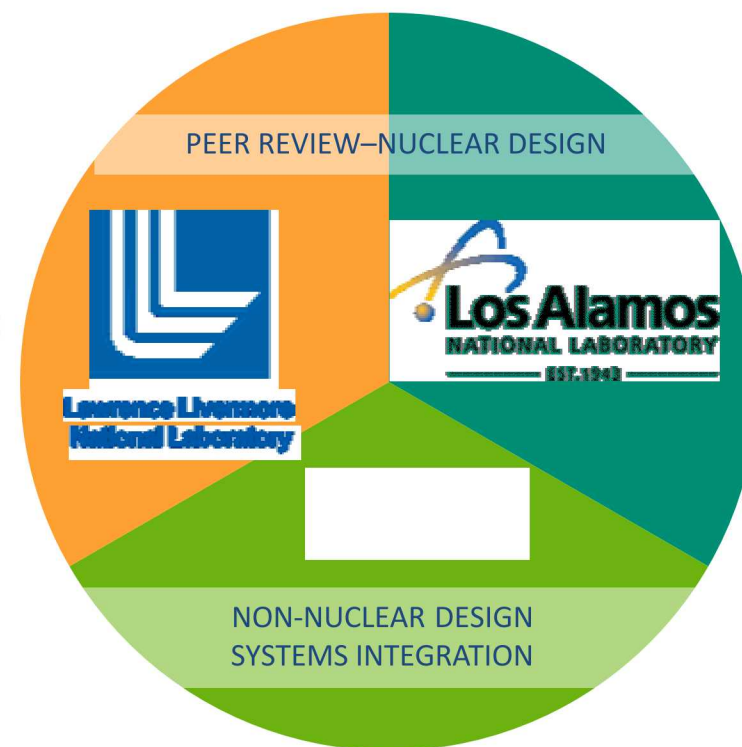 PEER REVIEW–NUCLEAR DESIGN
Lawrence Livermore
National Laboratory
Los Alamos
NATIONAL LABORATORY
EST.1943
NON-NUCLEAR DESIGN
SYSTEMS INTEGRATION